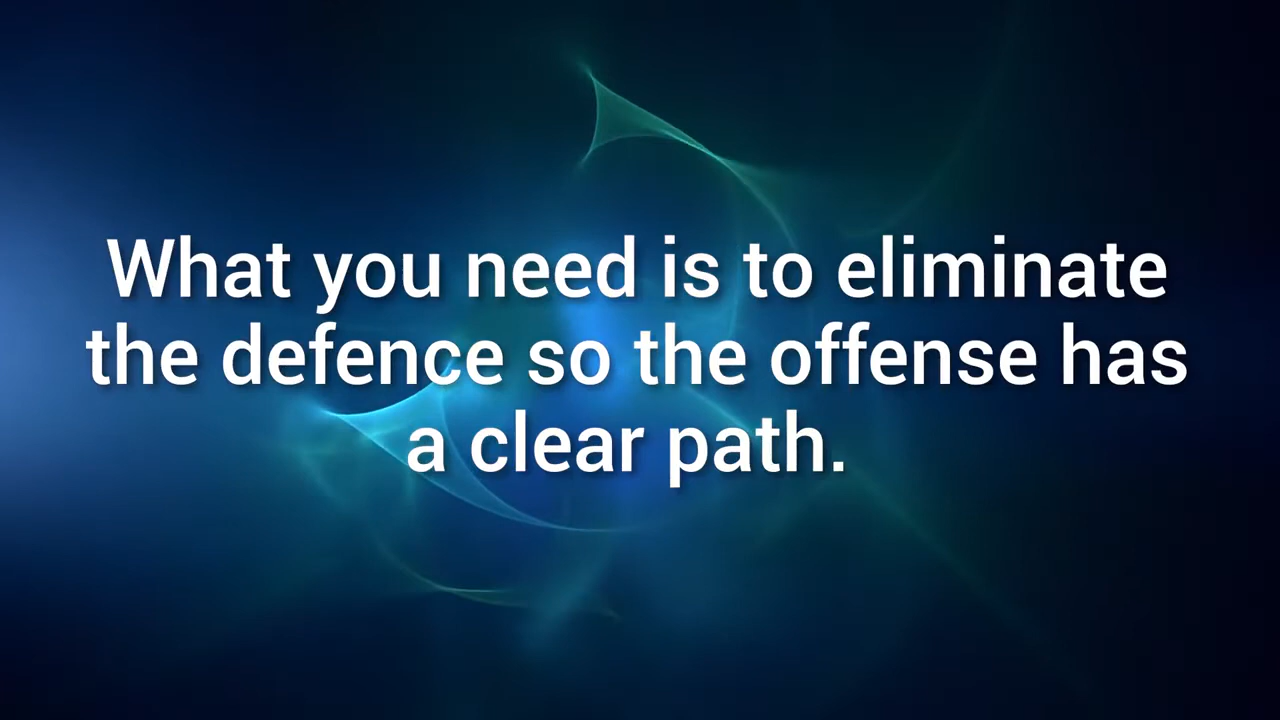 What you need is to eliminate
the defence so the offense has
a clear path.